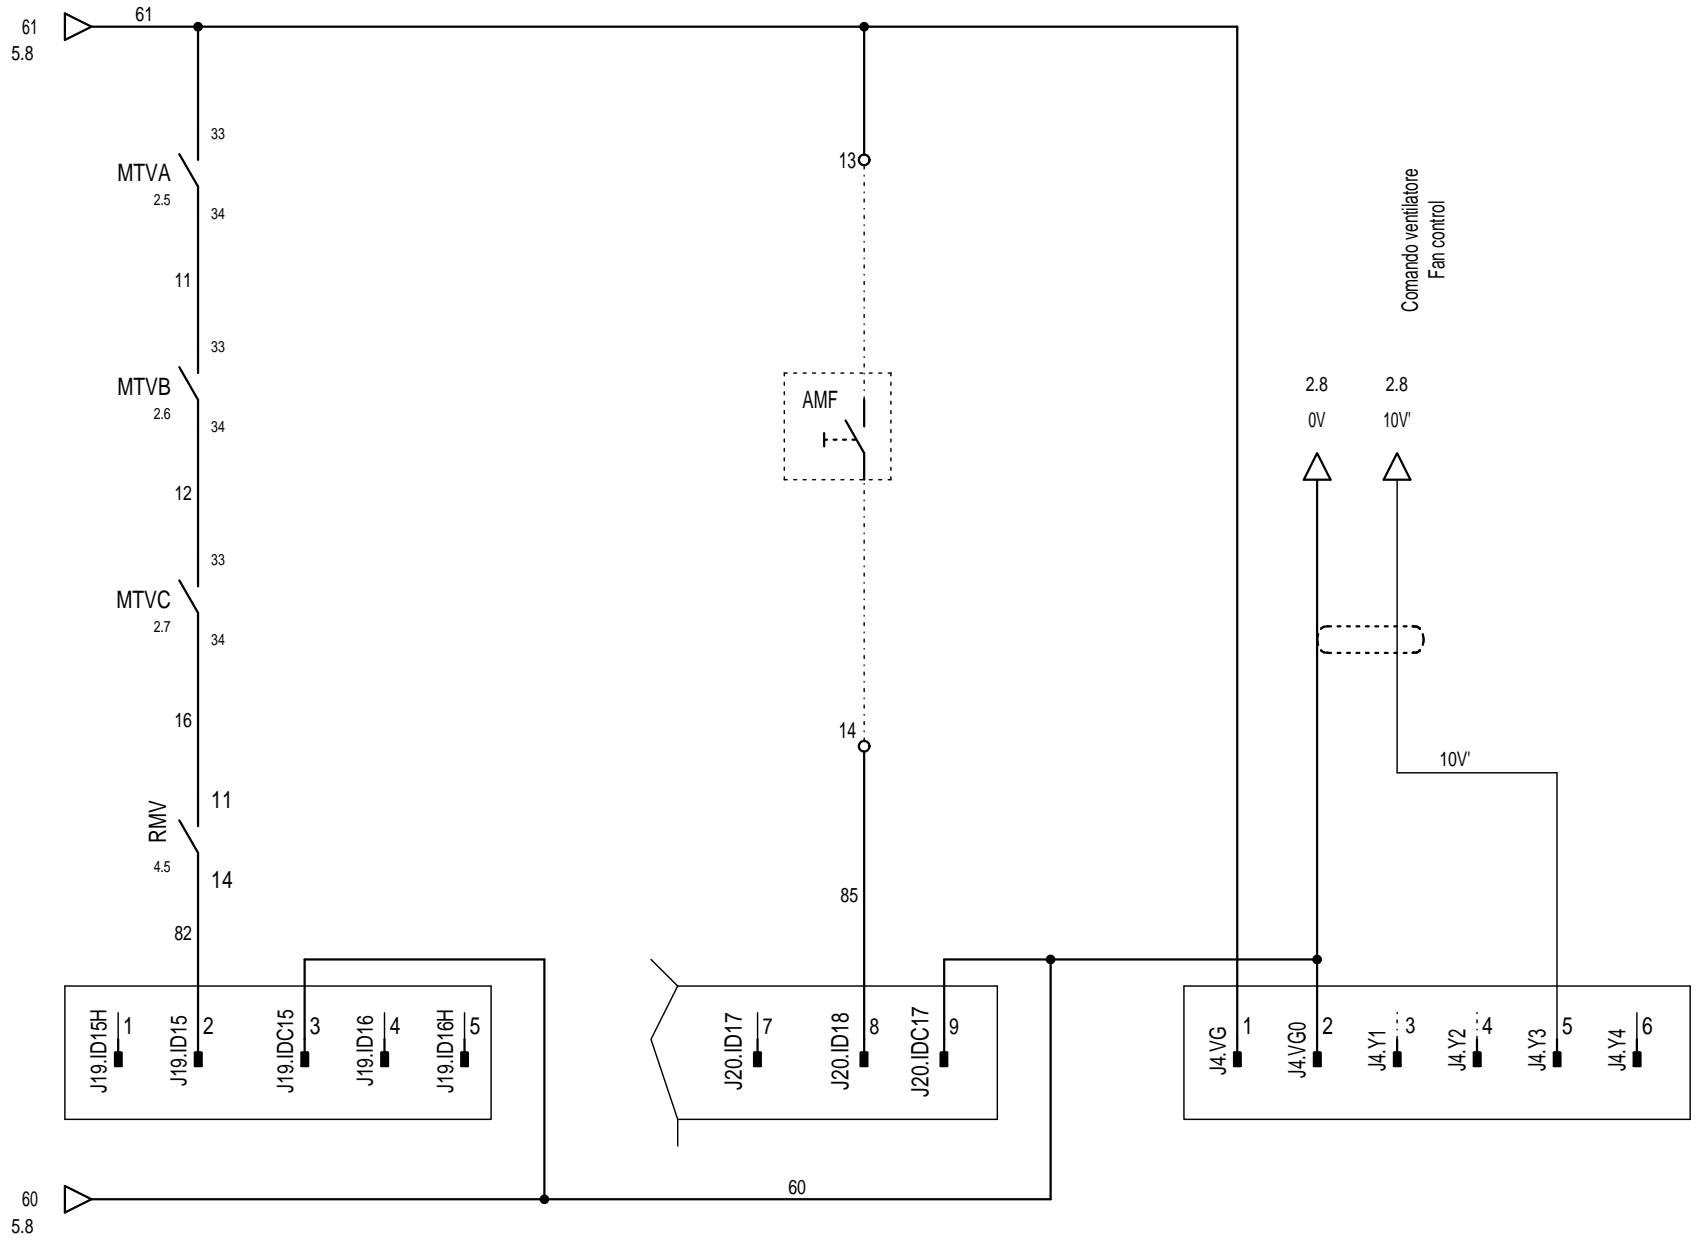 61
61
5.8
33
MTVA
2.5
34
11
33
MTVB
2.6
34
12
33
MTVC
2.7
34
16
11
RMV
4.5
14
82
13
AMF
14
85
Comando ventilatore
Fan control
2.8
2.8
0V
10V'
10V'
J19.ID15H
1
J19.ID15
2
J19.IDC15
3
J19.ID16
4
J19.ID16H
5
J20.ID17
7
J20.ID18
8
J20.IDC17
9
J4.VG
1
J4.VG0
2
J4.Y1
3
J4.Y2
4
J4.Y3
5
J4.Y4
6
60
60
5.8